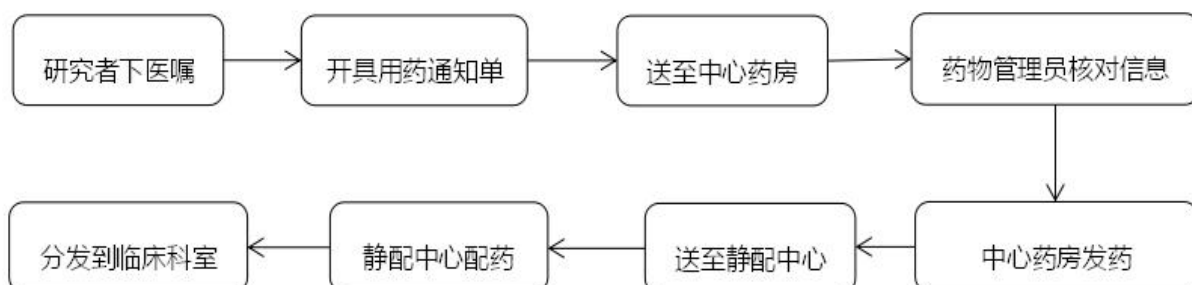 研究者下医嘱
开具用药通知单
送至中心药房
药物管理员核对信息
中心药房发药
送至静配中心
静配中心配药
分发到临床科室